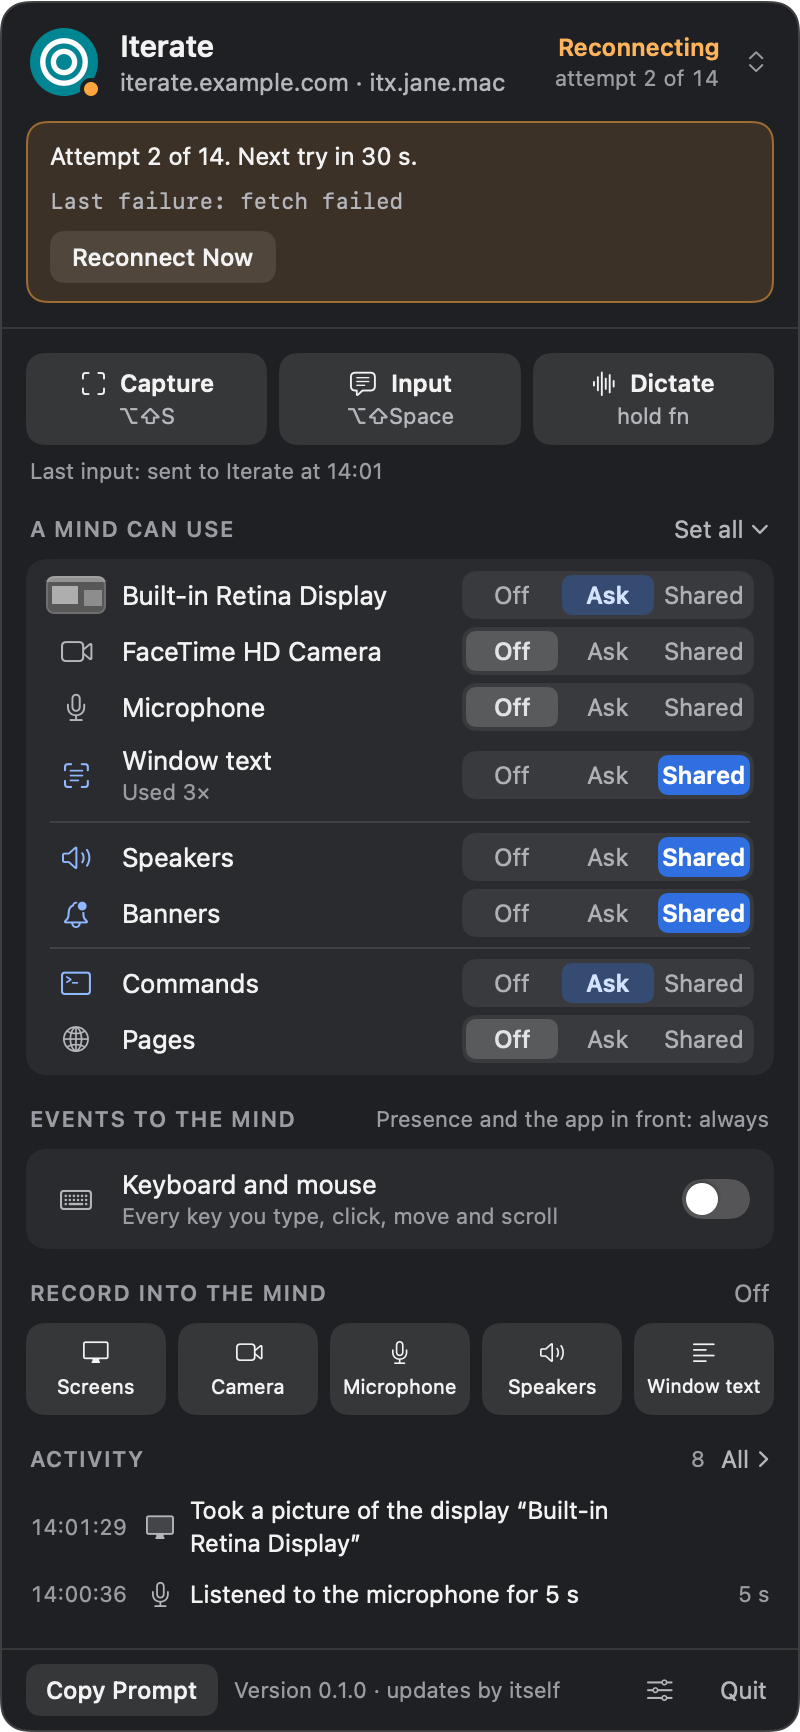 Iterate
iterate.example.com · itx.jane.mac
Reconnecting
attempt 2 of 14
Attempt 2 of 14. Next try in 30 s.
Last failure: fetch failed
Reconnect Now
Capture
⌥⇧S
Input
⌥⇧Space
Dictate
hold fn
Last input: sent to Iterate at 14:01
A MIND CAN USE
Set all
Built-in Retina Display
Off Ask Shared
FaceTime HD Camera
Off Ask Shared
Microphone
Off Ask Shared
Window text
Used 3×
Off Ask Shared
Speakers
Off Ask Shared
Banners
Off Ask Shared
Commands
Off Ask Shared
Pages
Off Ask Shared
EVENTS TO THE MIND
Presence and the app in front: always
Keyboard and mouse
Every key you type, click, move and scroll
RECORD INTO THE MIND
Off
Screens
Camera
Microphone
Speakers
Window text
ACTIVITY
8 All
14:01:29
Took a picture of the display “Built-in
Retina Display”
14:00:36
Listened to the microphone for 5 s
5 s
Copy Prompt
Version 0.1.0 · updates by itself
Quit